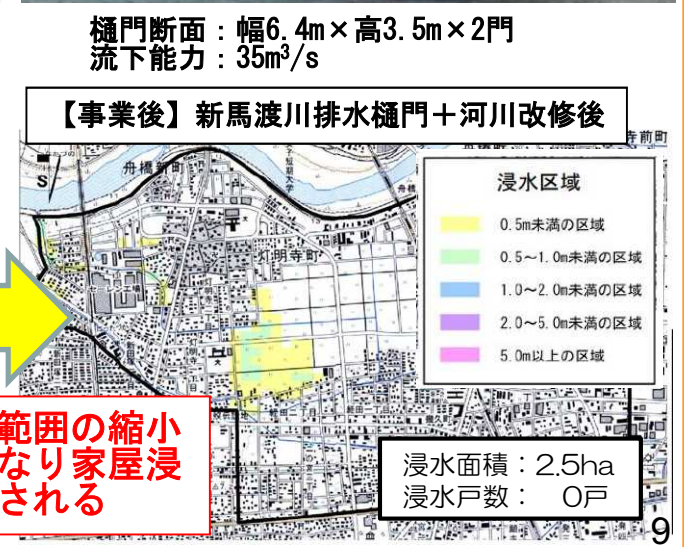 樋門断面：幅6.4m×高3.5m×2門
流下能力：35m³/s
【事業後】新馬渡川排水樋門＋河川改修後
寺前町
舟橋新町
灯明寺町
浸水区域
0.5m未満の区域
0.5～1.0m未満の区域
1.0～2.0m未満の区域
2.0～5.0m未満の区域
5.0m以上の区域
範囲の縮小
なり家屋浸
される
浸水面積：2.5ha
浸水戸数：　0戸
9